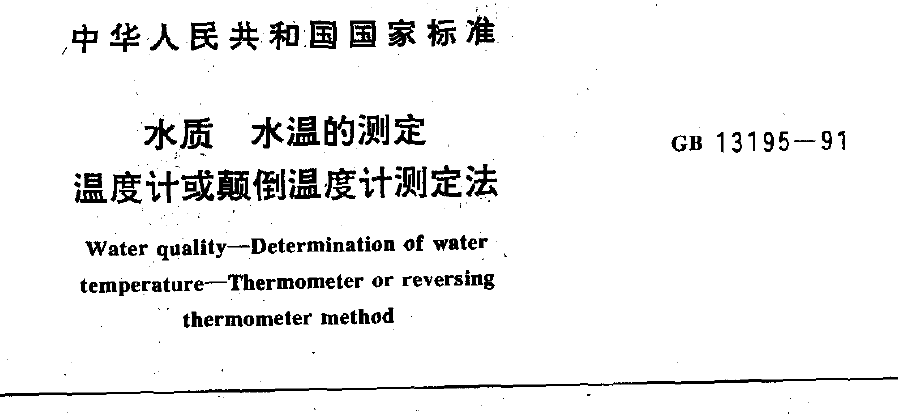 中华人民共和国国家标准
水质 水温的测定
温度计或颠倒温度计测定法
GB 13195—91
Water quality—Determination of water
temperature—Thermometer or reversing
thermometer method